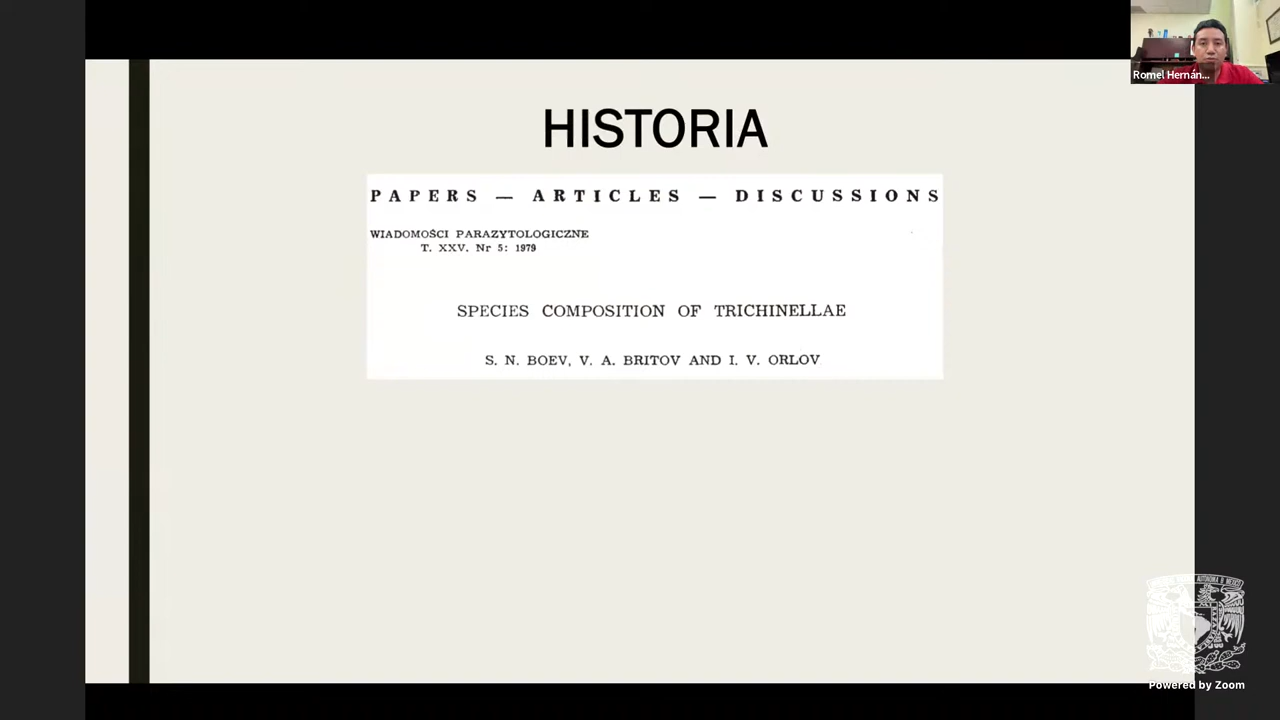 Romel Hernán...
HISTORIA
PAPERS — ARTICLES — DISCUSSIONS
WIADOMOŚCI PARAZYTOLOGICZNE
T. XXV. Nr 5: 1979
SPECIES COMPOSITION OF TRICHINELLAE
S. N. BOEV, V. A. BRITOV AND I. V. ORLOV
Powered by Zoom